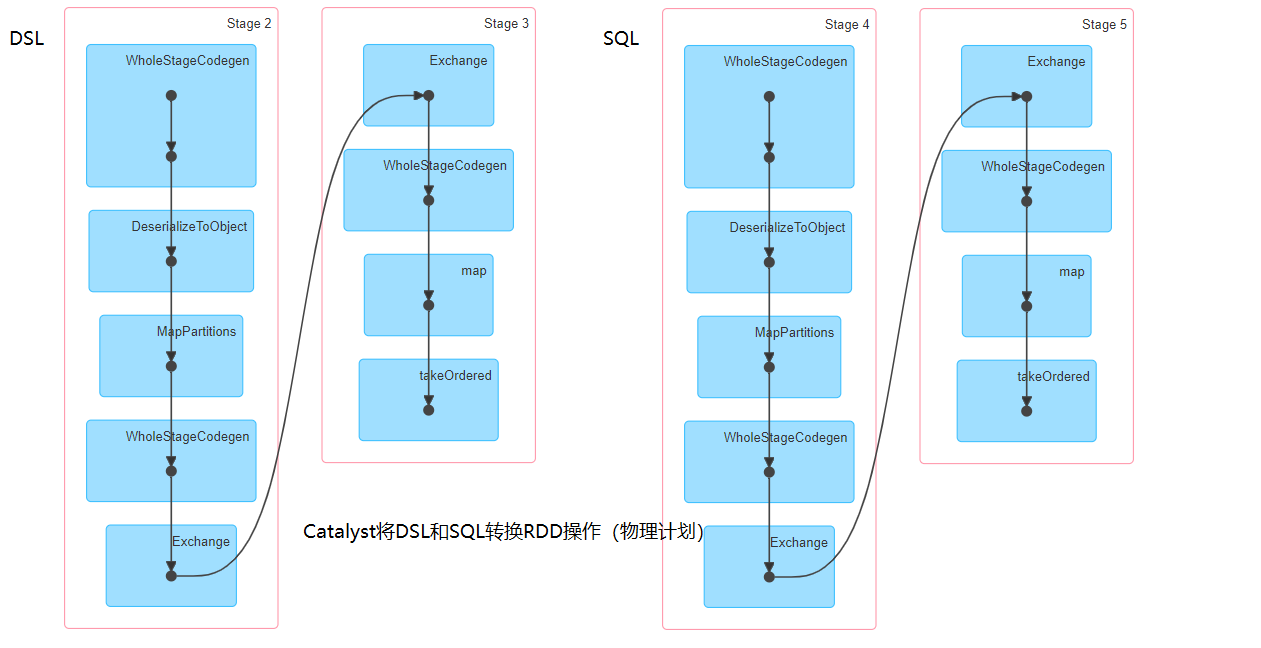 DSL
Stage 2
WholeStageCodegen
DeserializeToObject
MapPartitions
WholeStageCodegen
Exchange
Stage 3
Exchange
WholeStageCodegen
map
takeOrdered
Catalyst将DSL和SQL转换RDD操作（物理计划）
SQL
Stage 4
WholeStageCodegen
DeserializeToObject
MapPartitions
WholeStageCodegen
Exchange
Stage 5
Exchange
WholeStageCodegen
map
takeOrdered